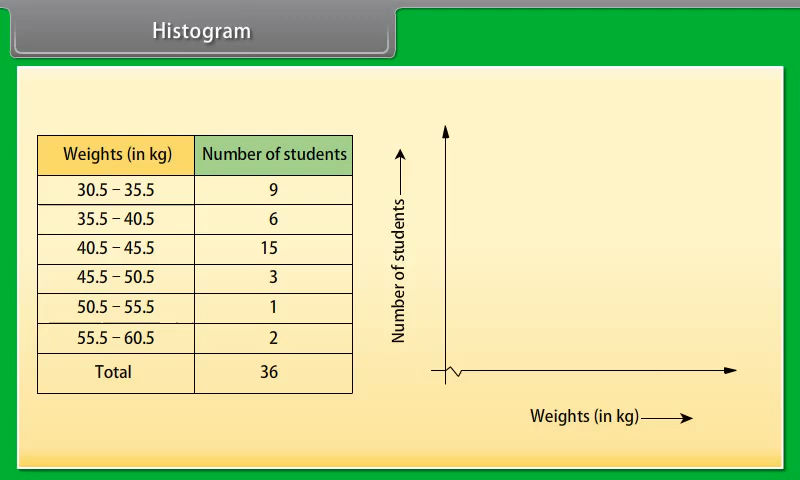 Histogram
Weights (in kg) Number of students
30.5 – 35.5 9
35.5 – 40.5 6
40.5 – 45.5 15
45.5 – 50.5 3
50.5 – 55.5 1
55.5 – 60.5 2
Total 36
Number of students
Weights (in kg)